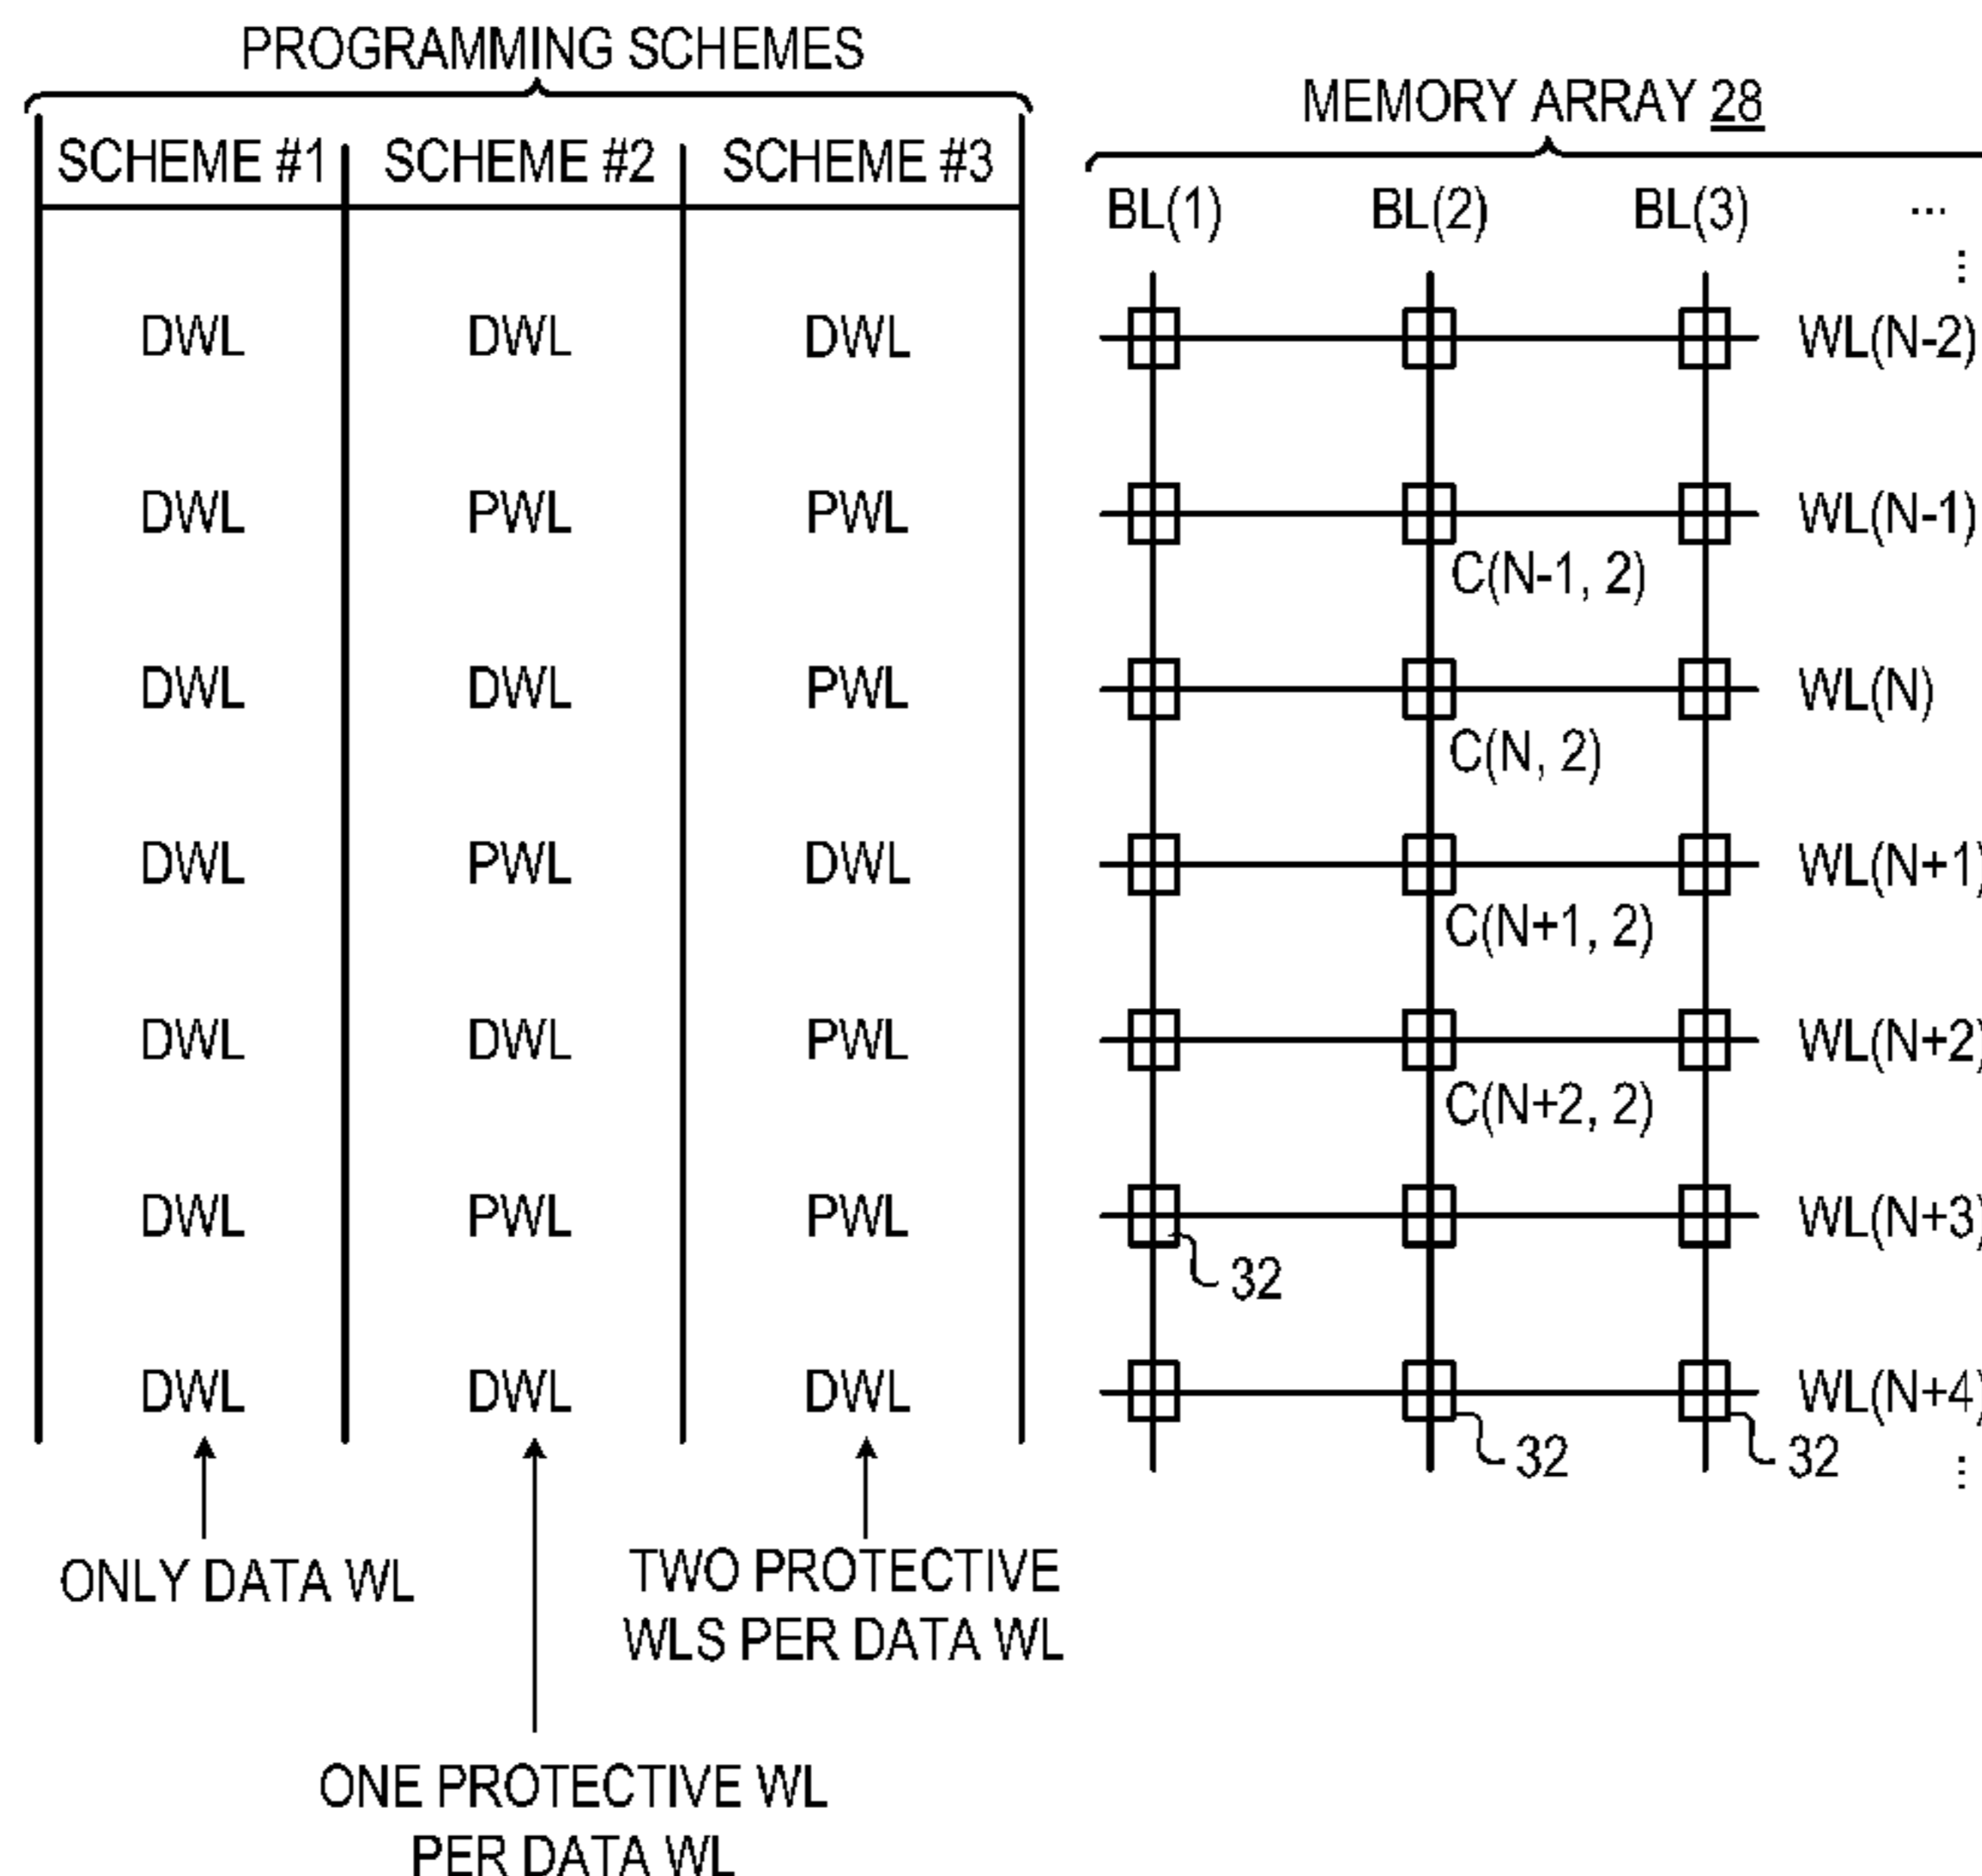 PROGRAMMING SCHEMES
MEMORY ARRAY 28
SCHEME #1 SCHEME #2 SCHEME #3
BL(1) BL(2) BL(3) ...
⋮
DWL DWL DWL WL(N-2)
DWL PWL PWL WL(N-1)
C(N-1, 2)
DWL DWL PWL WL(N)
C(N, 2)
DWL PWL DWL WL(N+1)
C(N+1, 2)
DWL DWL PWL WL(N+2)
C(N+2, 2)
DWL PWL PWL WL(N+3)
32
DWL DWL DWL WL(N+4)
32 32
⋮
ONLY DATA WL
TWO PROTECTIVE
WLS PER DATA WL
ONE PROTECTIVE WL
PER DATA WL